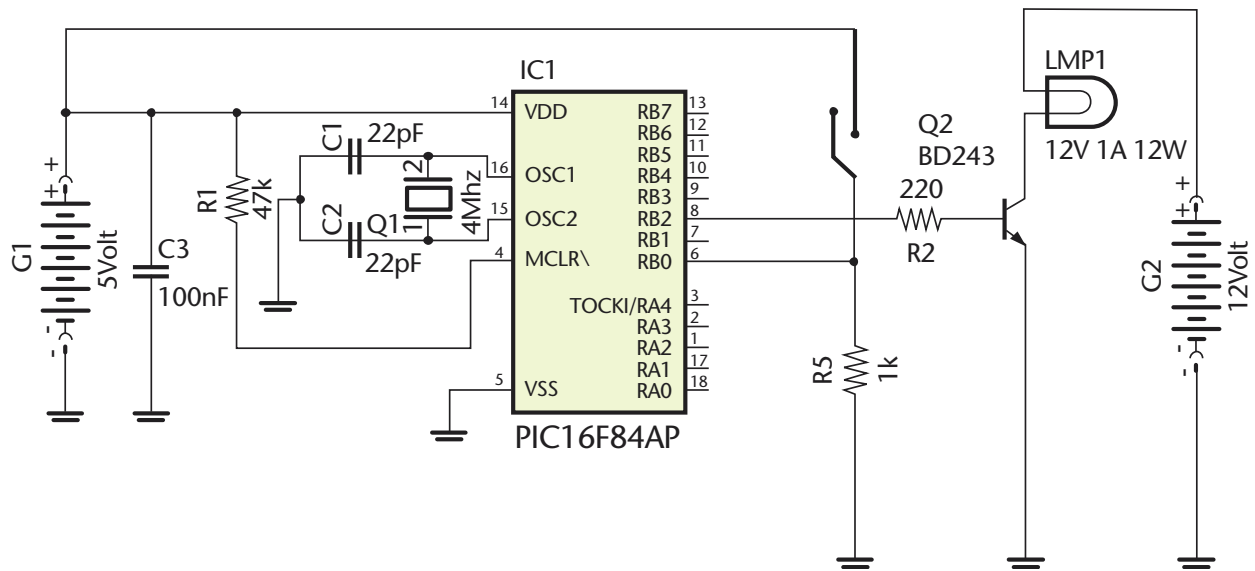 IC1
LMP1
12V 1A 12W
Q2
BD243
220
R2
C1
22pF
C2
22pF
Q1
2
1
4Mhz
R1
47k
C3
100nF
+
+
G1
5Volt
-
-
14 VDD
16 OSC1
15 OSC2
4 MCLR\
5 VSS
RB7 13
RB6 12
RB5 11
RB4 10
RB3 9
RB2 8
RB1 7
RB0 6
TOCKI/RA4 3
RA3 2
RA2 1
RA1 17
RA0 18
PIC16F84AP
R5
1k
+
+
G2
12Volt
-
-